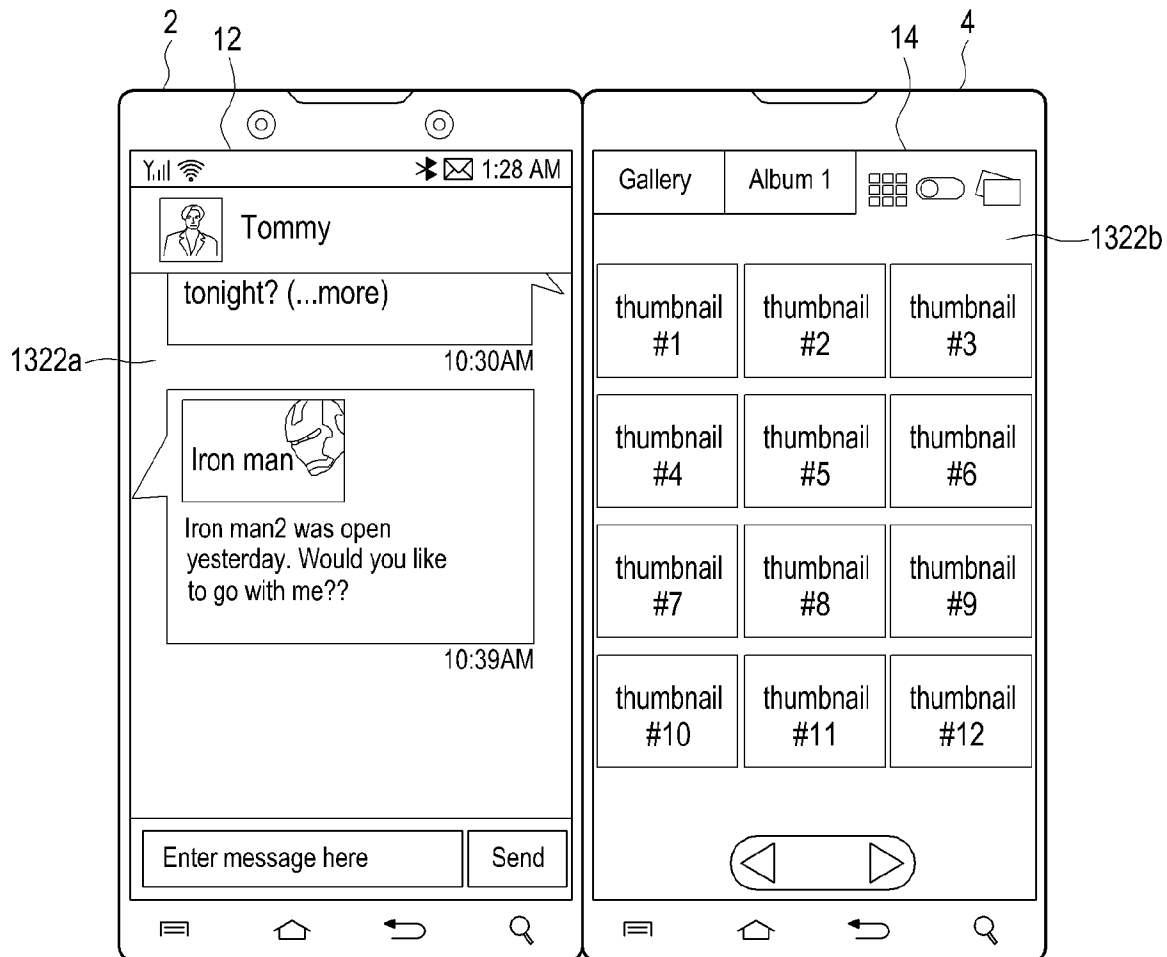 2
12
14
4
1:28 AM
Tommy
tonight? (...more)
10:30AM
1322a
Iron man
Iron man2 was open
yesterday. Would you like
to go with me??
10:39AM
Enter message here
Send
Gallery
Album 1
1322b
thumbnail
#1
thumbnail
#2
thumbnail
#3
thumbnail
#4
thumbnail
#5
thumbnail
#6
thumbnail
#7
thumbnail
#8
thumbnail
#9
thumbnail
#10
thumbnail
#11
thumbnail
#12